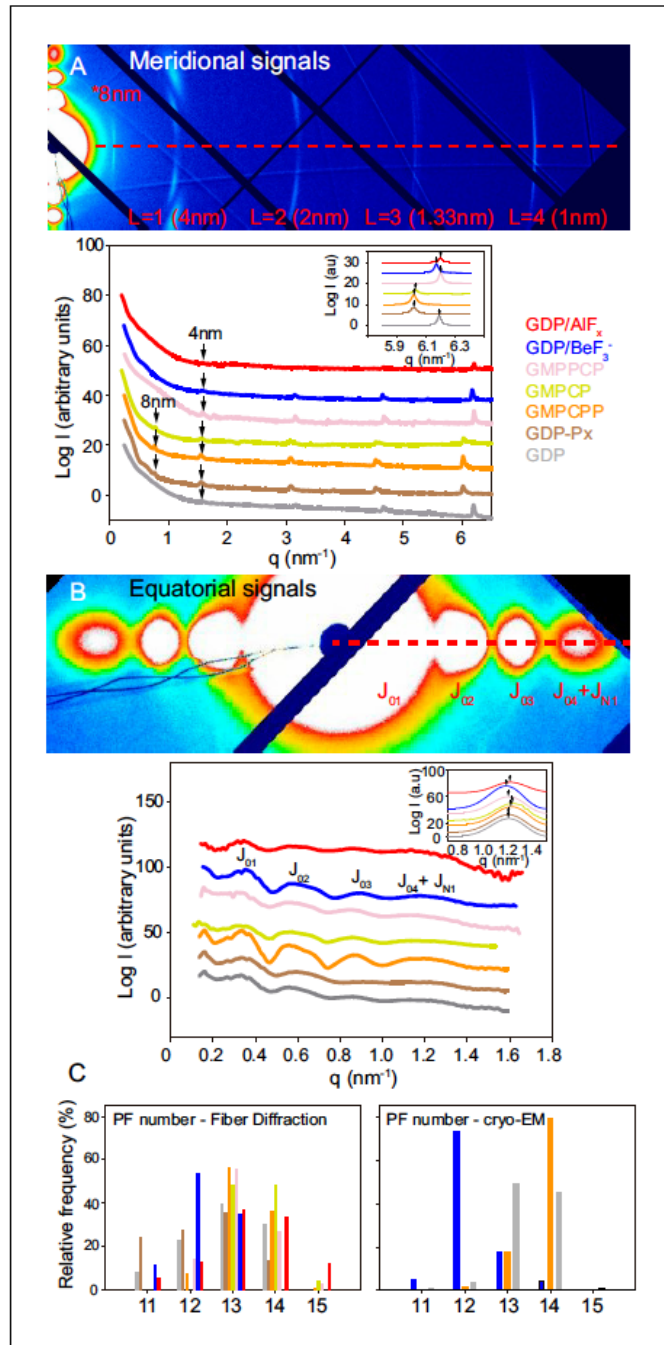 A Meridional signals
*8nm
L=1 (4nm) L=2 (2nm) L=3 (1.33nm) L=4 (1nm)
Log I (arbitrary units)
100
80
60
40
20
0
4nm
8nm
0 1 2 3 4 5 6
q (nm⁻¹)
Log I (au)
30
20
10
0
5.9 6.1 6.3
q (nm⁻¹)
GDP/AlFₓ
GDP/BeF₃⁻
GMPPCP
GMPCP
GMPCPP
GDP-Px
GDP
B Equatorial signals
J₀₁ J₀₂ J₀₃ J₀₄+J_N1
Log I (arbitrary units)
150
100
50
0
J₀₁ J₀₂ J₀₃ J₀₄+ J_N1
0 0.2 0.4 0.6 0.8 1.0 1.2 1.4 1.6 1.8
q (nm⁻¹)
Log I (a.u)
100
80
60
40
20
0
0.8 1.0 1.2 1.4
q (nm⁻¹)
C
Relative frequency (%)
80
60
40
20
0
PF number - Fiber Diffraction
11 12 13 14 15
PF number - cryo-EM
11 12 13 14 15